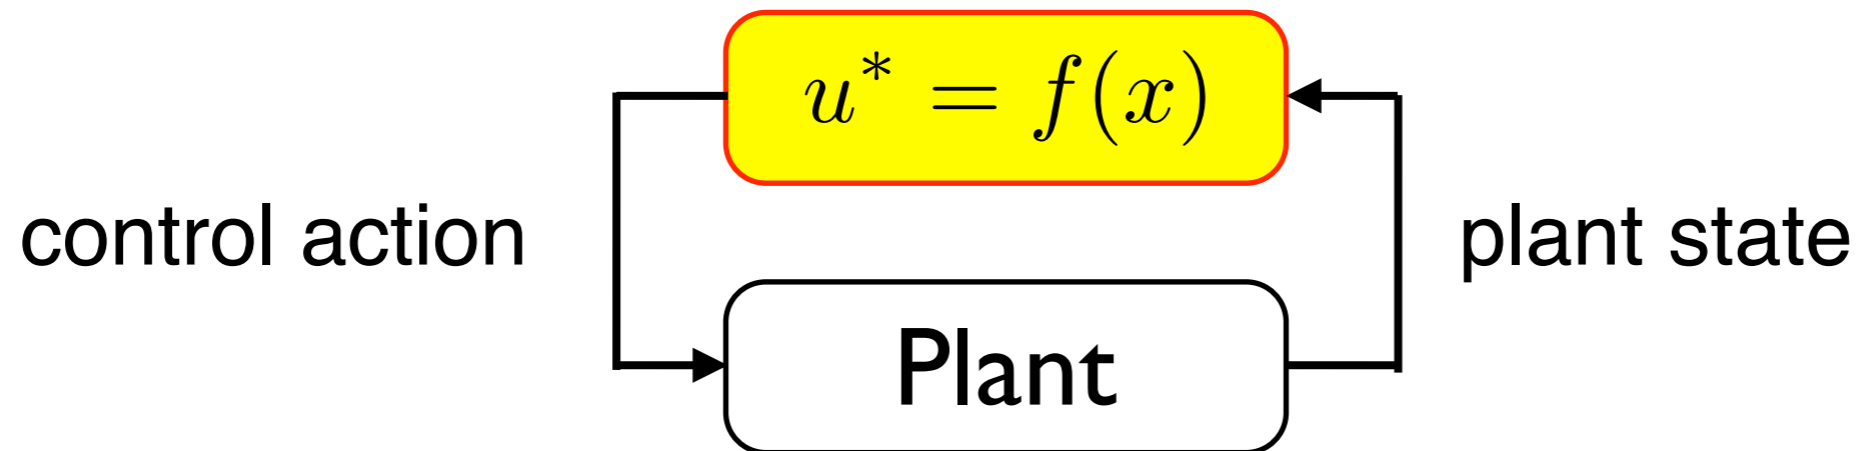 u* = f(x)
control action
plant state
Plant